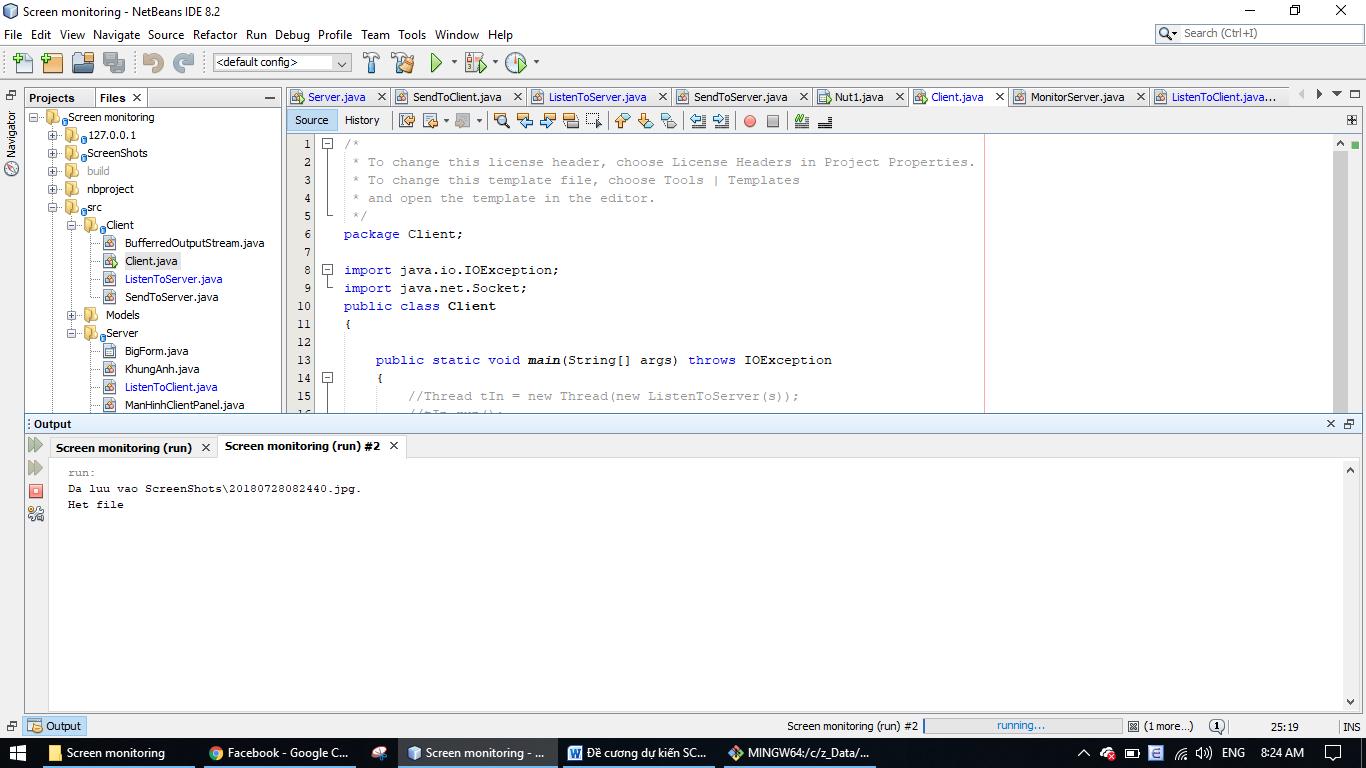 Screen monitoring - NetBeans IDE 8.2
File Edit View Navigate Source Refactor Run Debug Profile Team Tools Window Help
Search (Ctrl+I)
<default config>
Projects Files
Server.java SendToClient.java ListenToServer.java SendToServer.java Nut1.java Client.java MonitorServer.java ListenToClient.java...
Navigator
Source History
Screen monitoring
127.0.0.1
ScreenShots
build
nbproject
src
Client
BufferredOutputStream.java
Client.java
ListenToServer.java
SendToServer.java
Models
Server
BigForm.java
KhungAnh.java
ListenToClient.java
ManHinhClientPanel.java
1 /*
2 * To change this license header, choose License Headers in Project Properties.
3 * To change this template file, choose Tools | Templates
4 * and open the template in the editor.
5 */
6 package Client;
7
8 import java.io.IOException;
9 import java.net.Socket;
10 public class Client
11 {
12
13 public static void main(String[] args) throws IOException
14 {
15 //Thread tIn = new Thread(new ListenToServer(s));
16 //tIn.run();
Output
Screen monitoring (run) Screen monitoring (run) #2
run:
Da luu vao ScreenShots\20180728082440.jpg.
Het file
Output
Screen monitoring (run) #2 running... (1 more...) 1 25:19 INS
Screen monitoring Facebook - Google C... Screen monitoring - ... Đề cương dự kiến SC... MINGW64:/c/z_Data/... ENG 8:24 AM